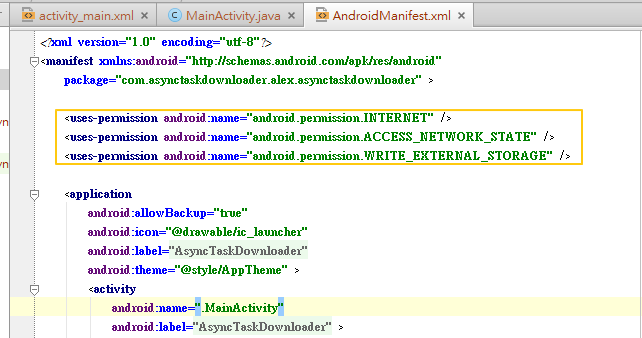 activity_main.xml × MainActivity.java × AndroidManifest.xml ×
<?xml version="1.0" encoding="utf-8"?>
<manifest xmlns:android="http://schemas.android.com/apk/res/android"
package="com.asynctaskdownloader.alex.asynctaskdownloader" >
<uses-permission android:name="android.permission.INTERNET" />
<uses-permission android:name="android.permission.ACCESS_NETWORK_STATE" />
<uses-permission android:name="android.permission.WRITE_EXTERNAL_STORAGE" />
<application
android:allowBackup="true"
android:icon="@drawable/ic_launcher"
android:label="AsyncTaskDownloader"
android:theme="@style/AppTheme" >
<activity
android:name=".MainActivity"
android:label="AsyncTaskDownloader" >